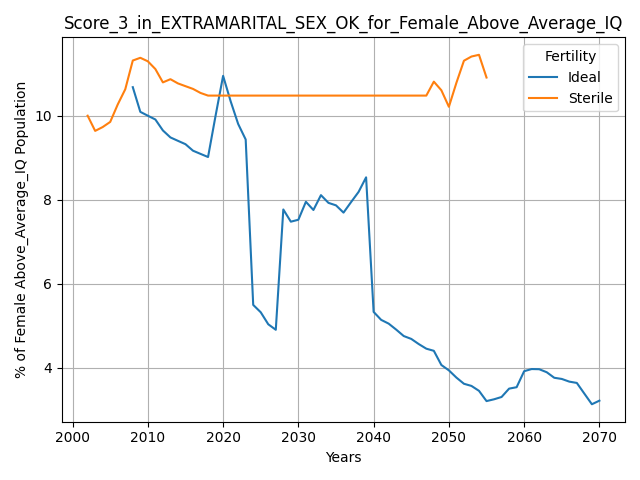 Score_3_in_EXTRAMARITAL_SEX_OK_for_Female_Above_Average_IQ
Fertility
Ideal
Sterile
% of Female Above_Average_IQ Population
10
8
6
4
2000 2010 2020 2030 2040 2050 2060 2070
Years